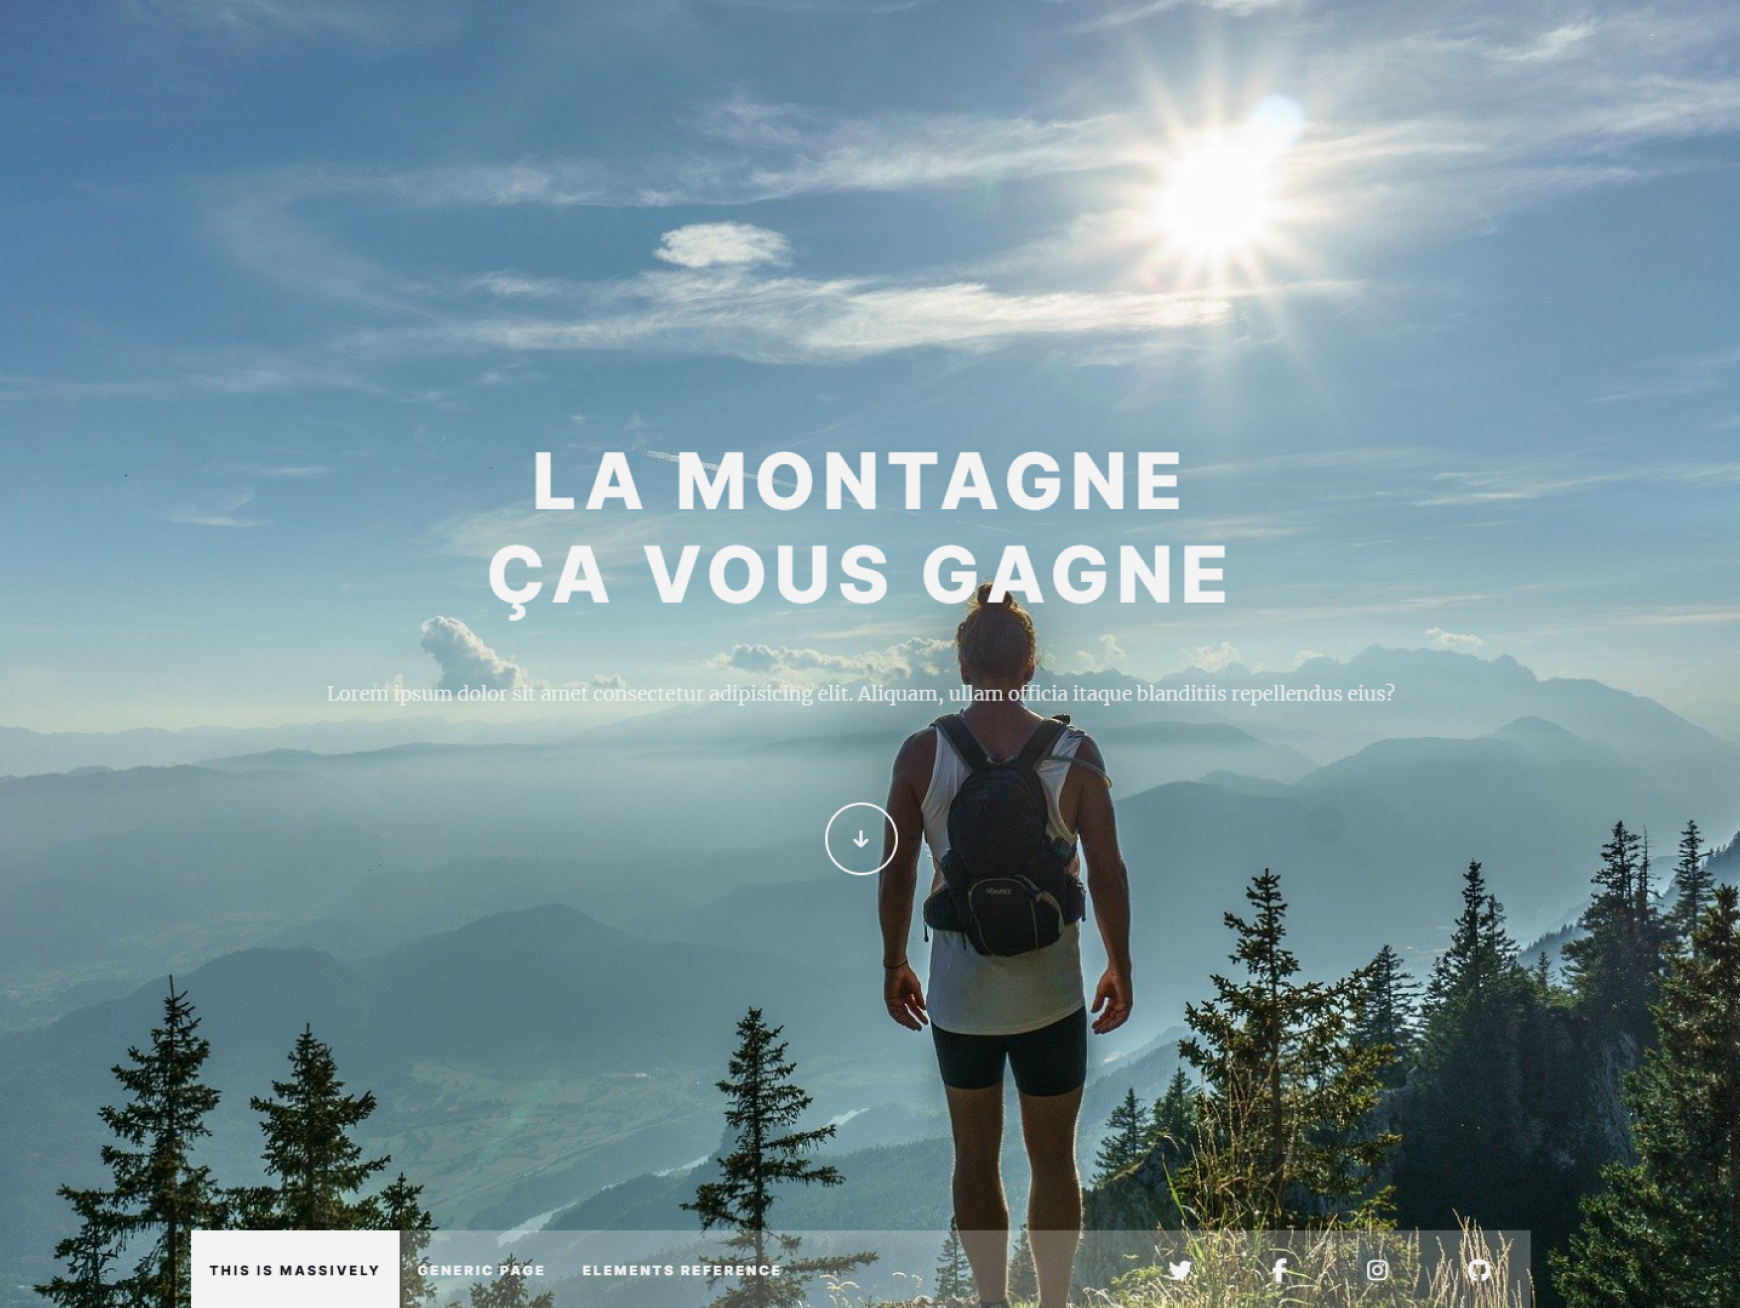 LA MONTAGNE
ÇA VOUS GAGNE
Lorem ipsum dolor sit amet consectetur adipisicing elit. Aliquam, ullam officia itaque blanditiis repellendus eius?
THIS IS MASSIVELY GENERIC PAGE ELEMENTS REFERENCE